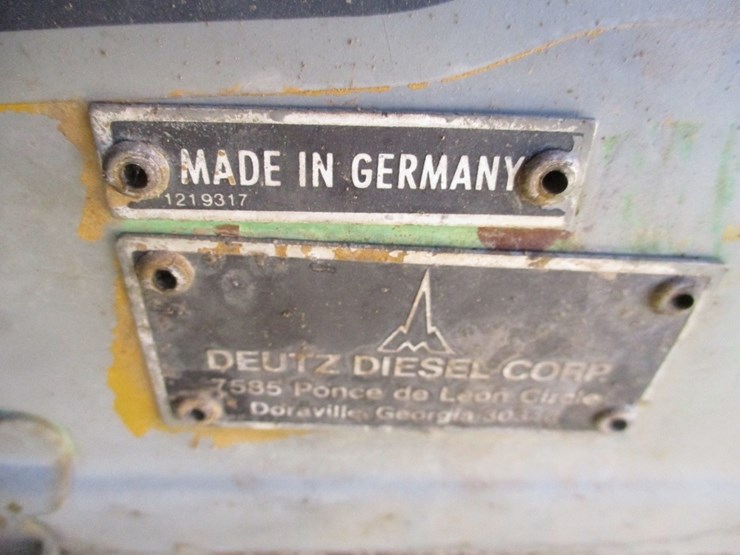 MADE IN GERMANY
1219317
DEUTZ DIESEL CORP.
7585 Ponce de Leon Circle
Doraville, Georgia